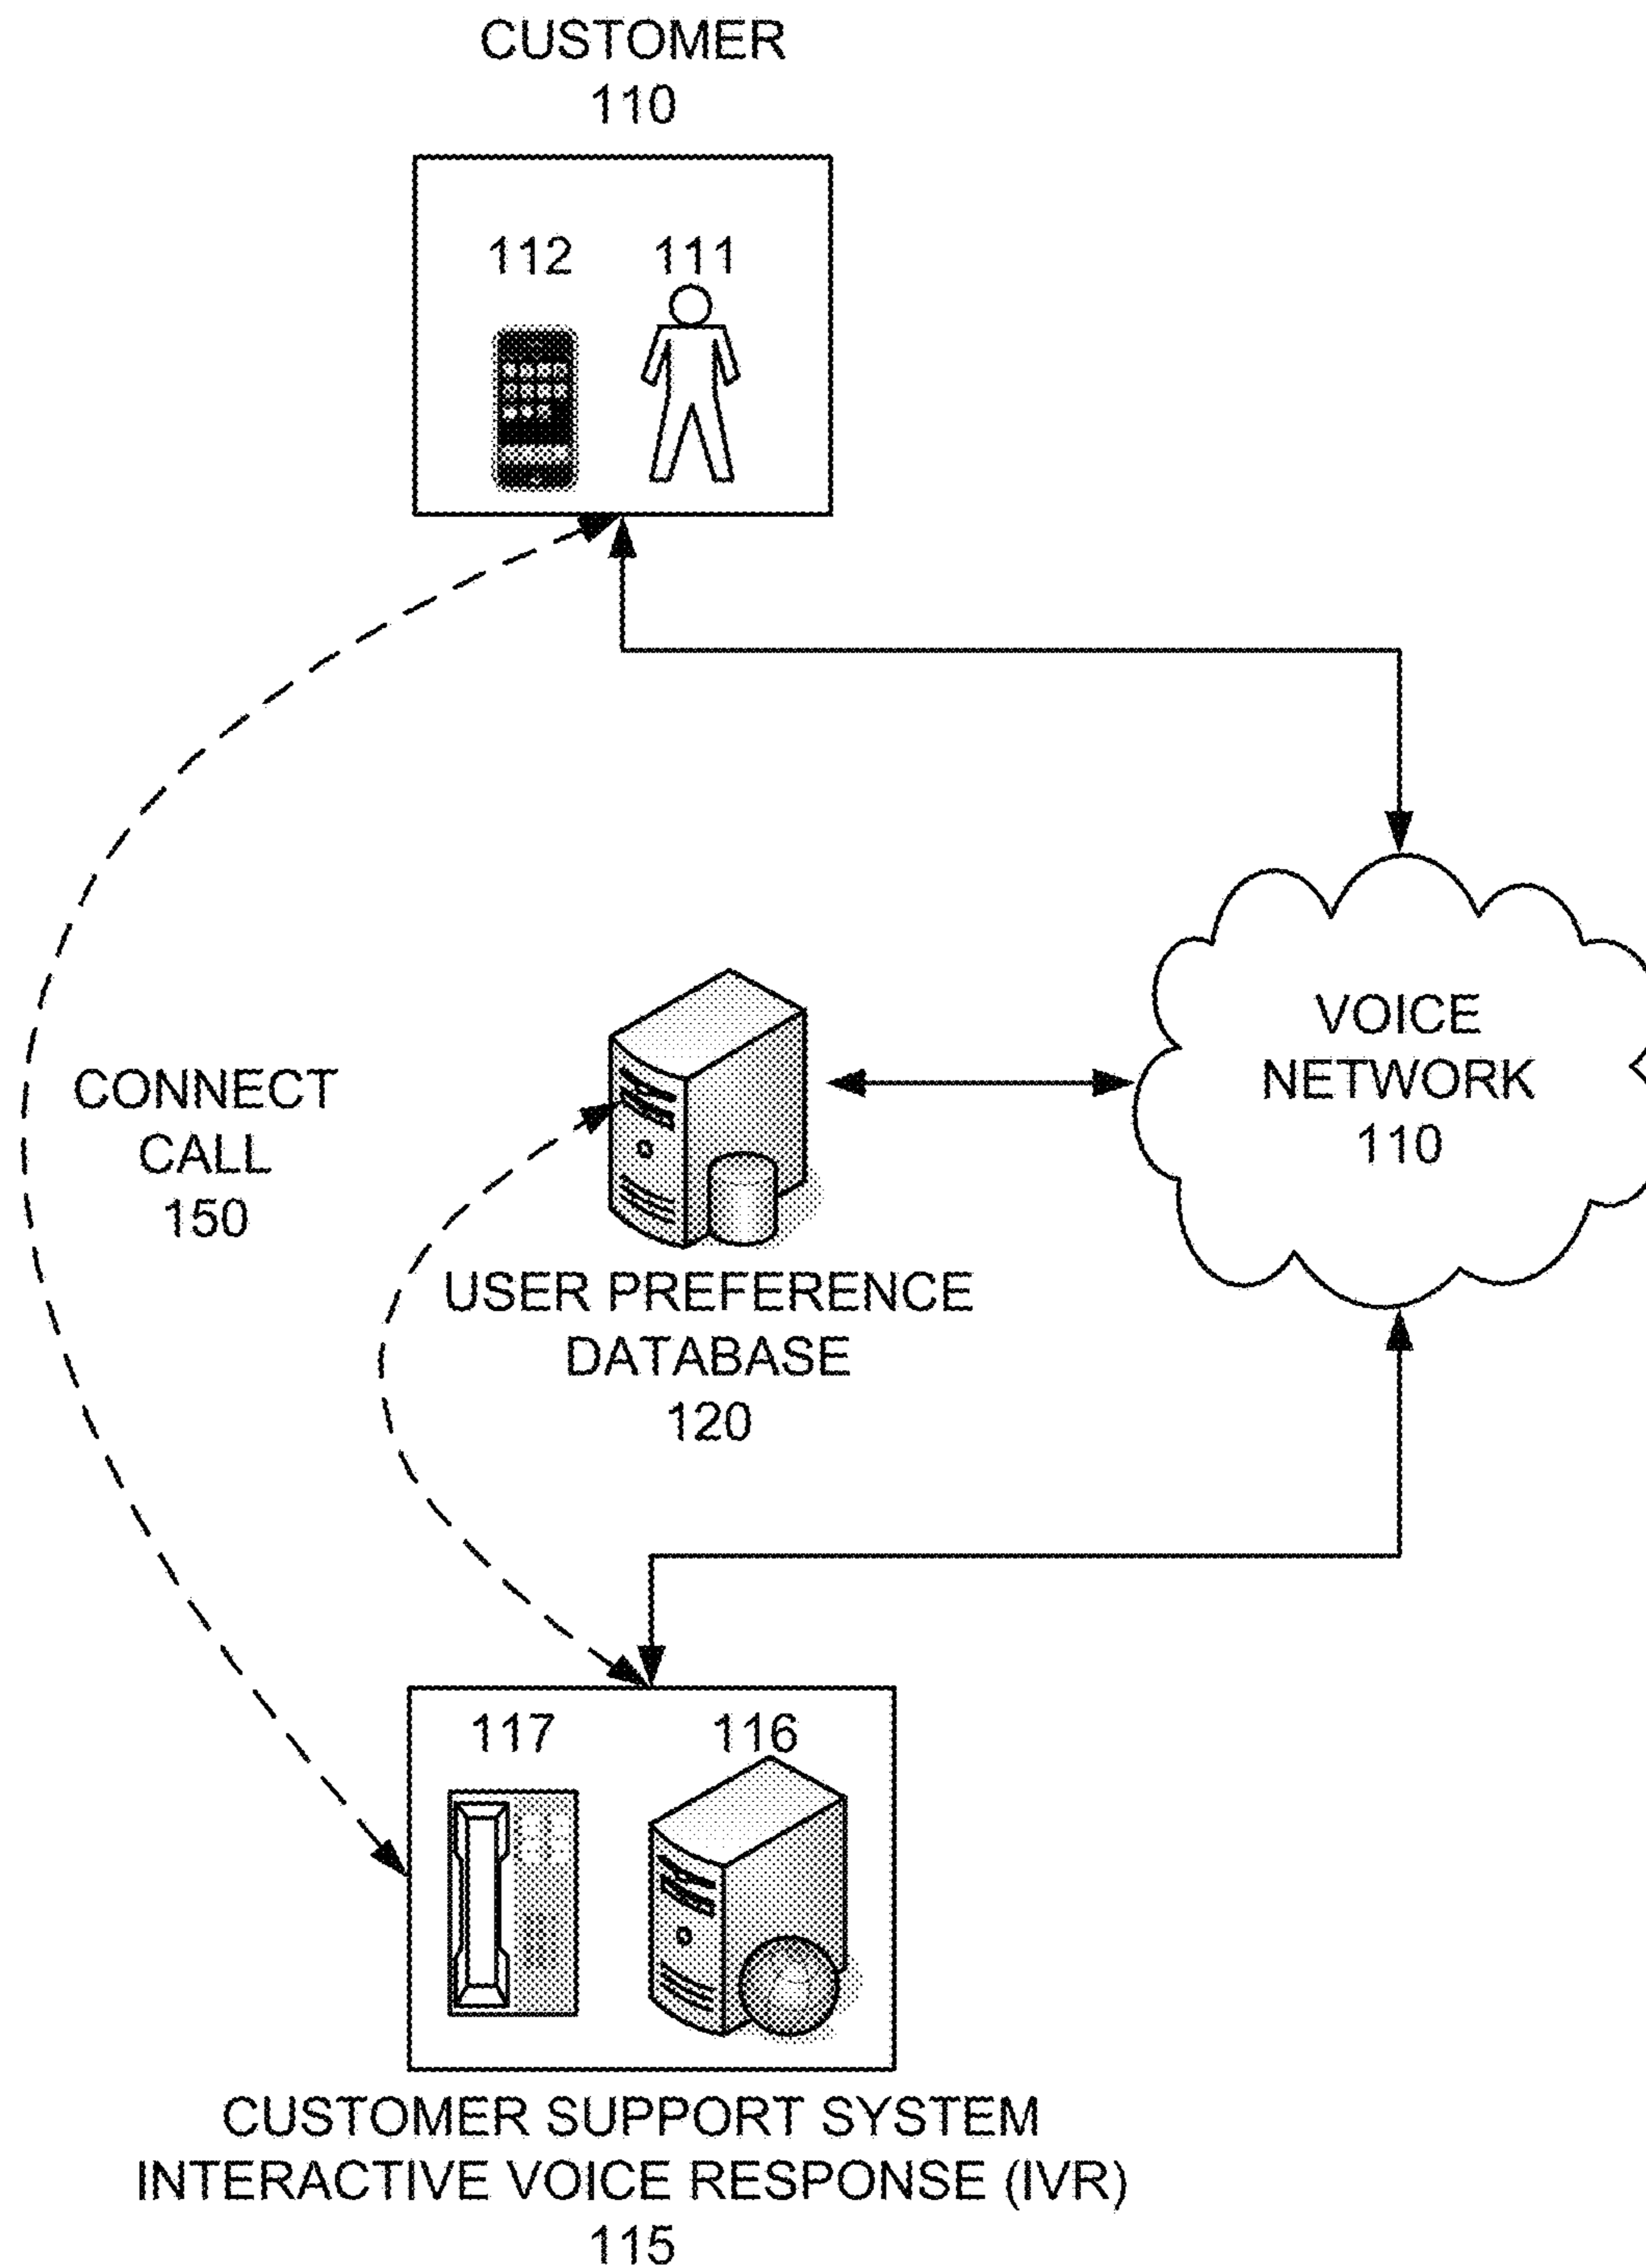 CUSTOMER
110
112 111
VOICE
NETWORK
110
CONNECT
CALL
150
USER PREFERENCE
DATABASE
120
117 116
CUSTOMER SUPPORT SYSTEM
INTERACTIVE VOICE RESPONSE (IVR)
115